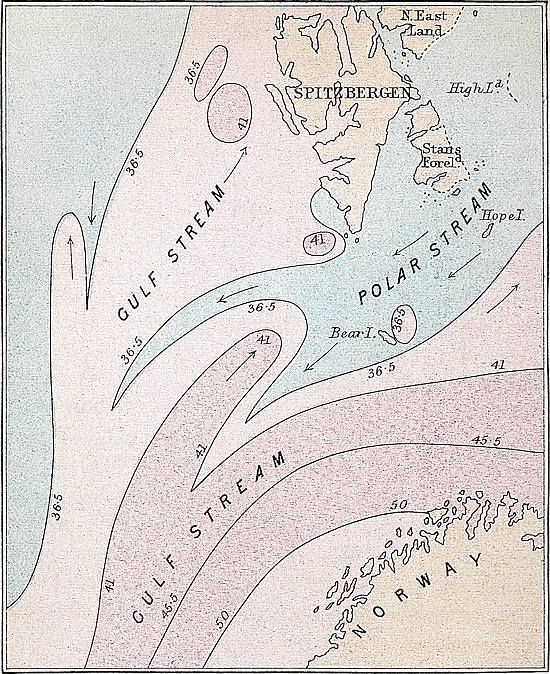 N. East
Land
36·5
SPITZBERGEN
High I.d
41
Stans
Forel.d
36·5
GULF STREAM
Hope I.
41
POLAR STREAM
36·5
36·5
Bear I.
36·5
41
36·5
41
41
45·5
GULF STREAM
36·5
50
41
45·5
50
NORWAY